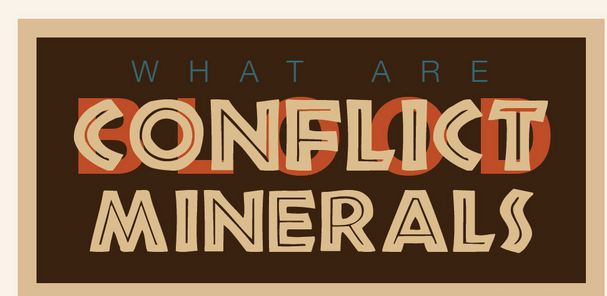 WHAT ARE
BLOOD
CONFLICT
MINERALS